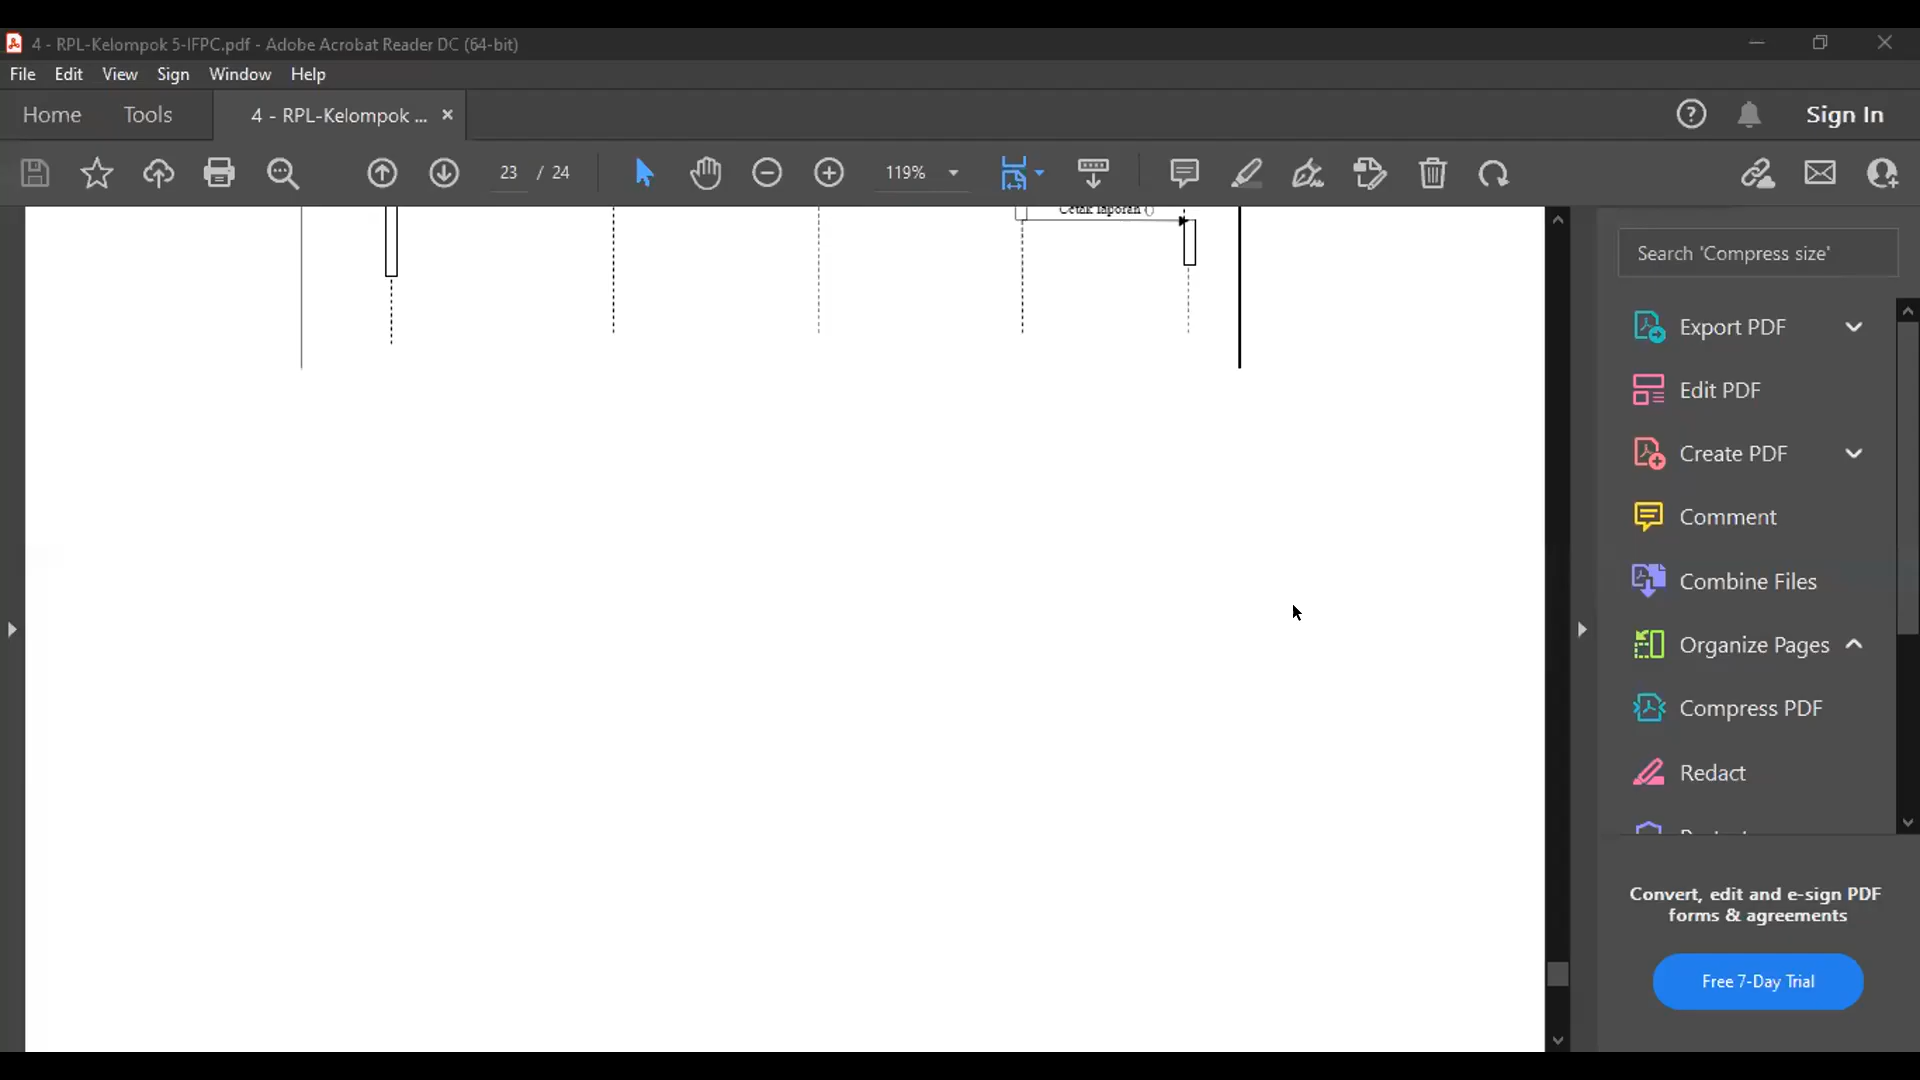 4 - RPL-Kelompok 5-IFPC.pdf - Adobe Acrobat Reader DC (64-bit)
File Edit View Sign Window Help
Home Tools 4 - RPL-Kelompok ... × Sign In
23 / 24 119%
Cetak laporan ()
Search 'Compress size'
Export PDF
Edit PDF
Create PDF
Comment
Combine Files
Organize Pages
Compress PDF
Redact
Convert, edit and e-sign PDF
forms & agreements
Free 7-Day Trial